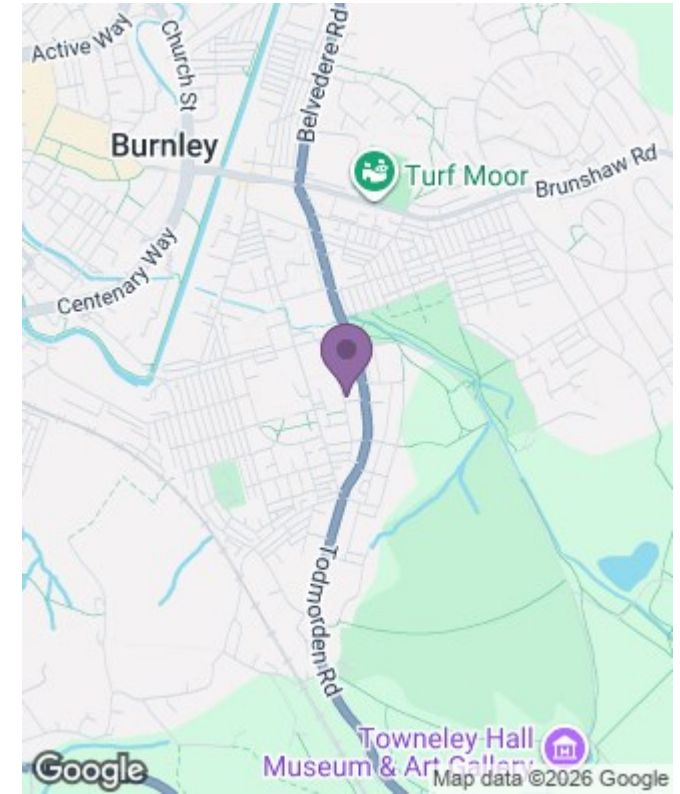 Active Way
Church St
Belvedere Rd
Burnley
Turf Moor
Brunshaw Rd
Centenary Way
Todmorden Rd
Towneley Hall
Museum & Art Gallery
Google
Map data ©2026 Google